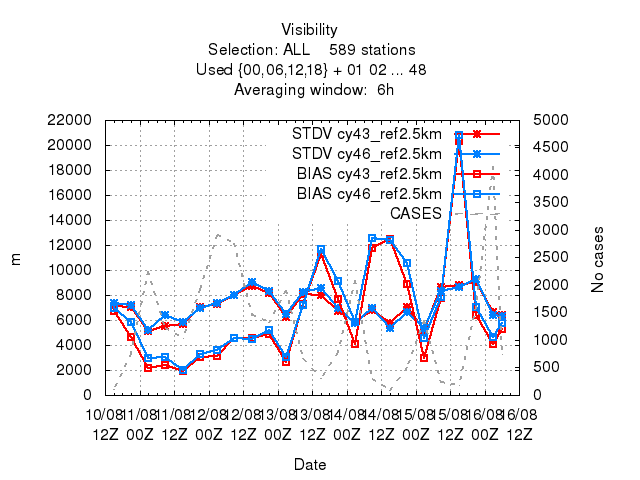 Visibility
Selection: ALL 589 stations
Used {00,06,12,18} + 01 02 ... 48
Averaging window: 6h
22000
20000
18000
16000
14000
12000
10000
8000
6000
4000
2000
0
m
5000
4500
4000
3500
3000
2500
2000
1500
1000
500
0
No cases
STDV cy43_ref2.5km
STDV cy46_ref2.5km
BIAS cy43_ref2.5km
BIAS cy46_ref2.5km
CASES
10/08 11/08 11/08 12/08 12/08 13/08 13/08 14/08 14/08 15/08 15/08 16/08 16/08
12Z 00Z 12Z 00Z 12Z 00Z 12Z 00Z 12Z 00Z 12Z 00Z 12Z
Date